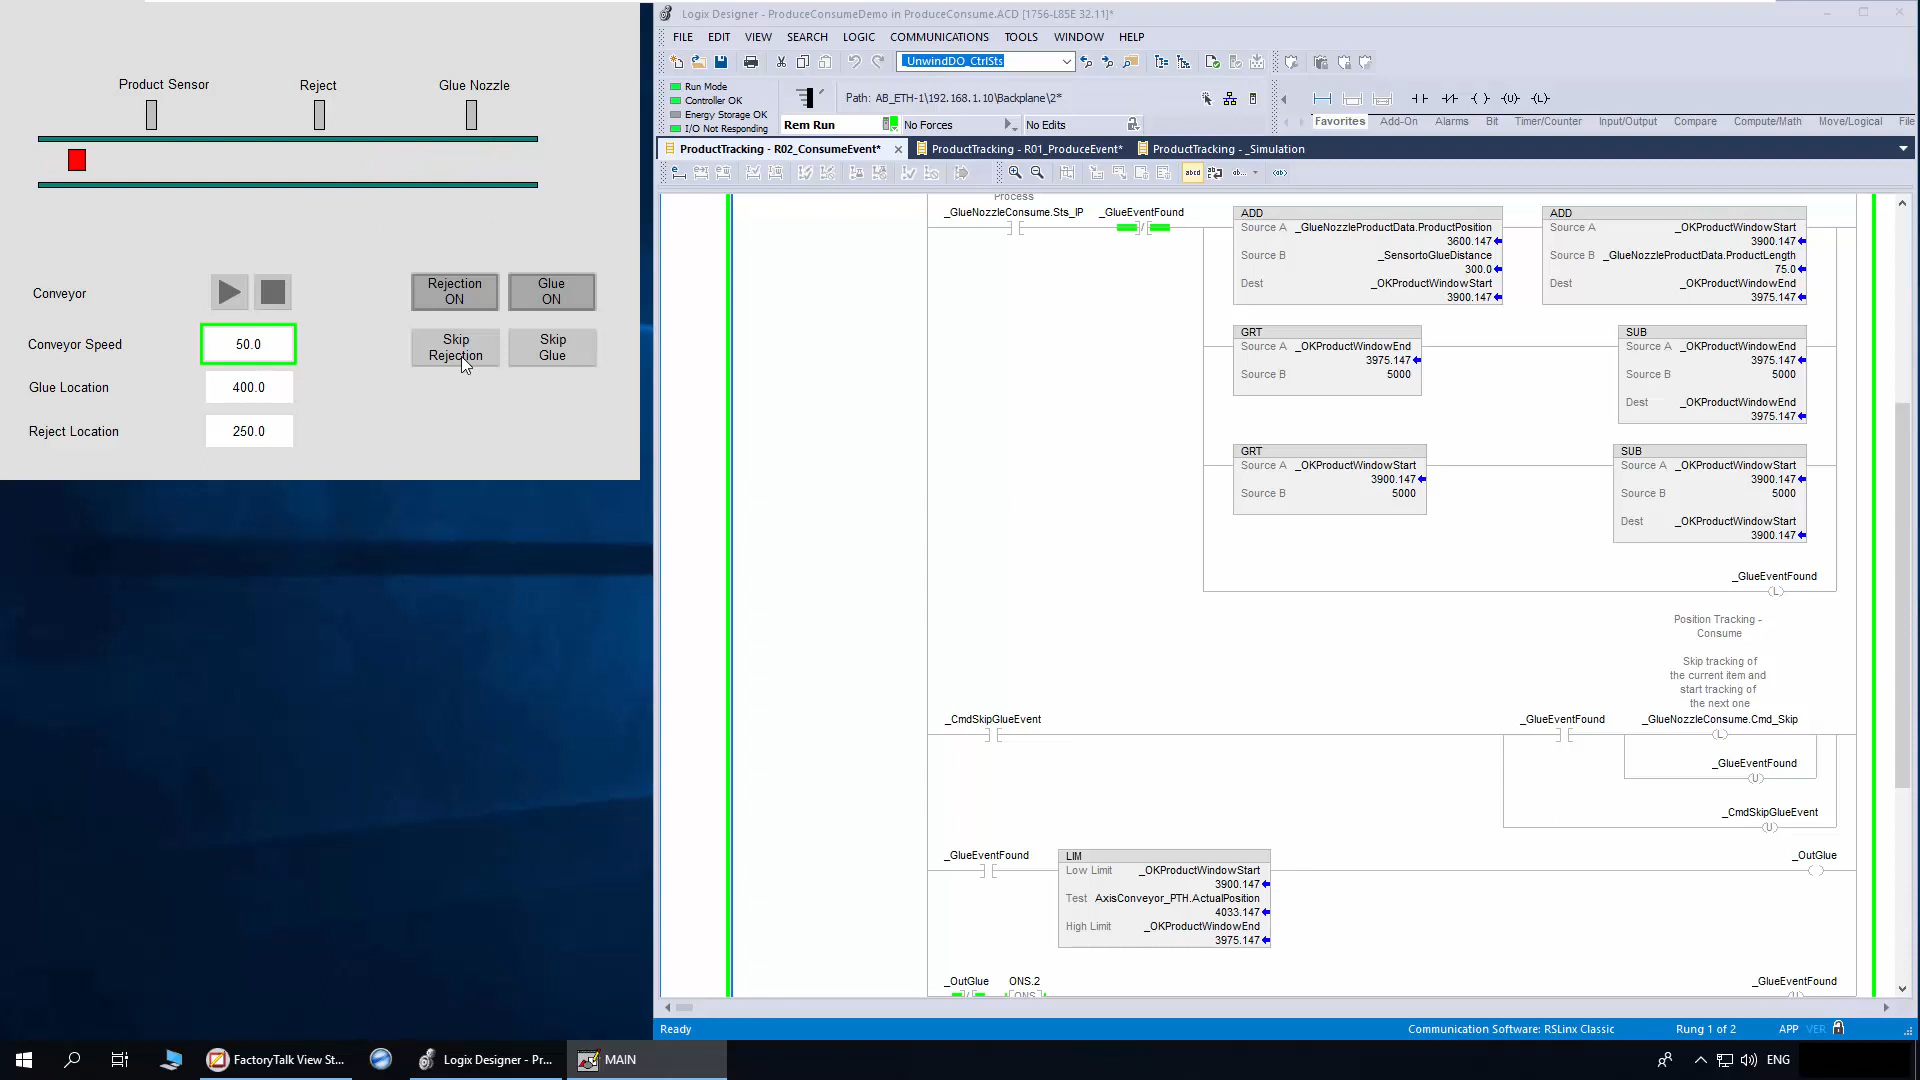 Product Sensor
Reject
Glue Nozzle
Conveyor
Conveyor Speed
50.0
Glue Location
400.0
Reject Location
250.0
Rejection
ON
Glue
ON
Skip
Rejection
Skip
Glue
Logix Designer - ProduceConsumeDemo in ProduceConsume.ACD [1756-L85E 32.11]*
FILE EDIT VIEW SEARCH LOGIC COMMUNICATIONS TOOLS WINDOW HELP
_UnwindDO_CtrlSts
Run Mode
Controller OK
Energy Storage OK
I/O Not Responding
Path: AB_ETH-1\192.168.1.10\Backplane\2*
Rem Run
No Forces
No Edits
Favorites Add-On Alarms Bit Timer/Counter Input/Output Compare Compute/Math Move/Logical File
ProductTracking - R02_ConsumeEvent*
ProductTracking - R01_ProduceEvent*
ProductTracking - _Simulation
Process
_GlueNozzleConsume.Sts_IP
_GlueEventFound
ADD
Source A _GlueNozzleProductData.ProductPosition
3600.147
Source B _SensortoGlueDistance
300.0
Dest _OKProductWindowStart
3900.147
ADD
Source A _OKProductWindowStart
3900.147
Source B _GlueNozzleProductData.ProductLength
75.0
Dest _OKProductWindowEnd
3975.147
GRT
Source A _OKProductWindowEnd
3975.147
Source B 5000
SUB
Source A _OKProductWindowEnd
3975.147
Source B 5000
Dest _OKProductWindowEnd
3975.147
GRT
Source A _OKProductWindowStart
3900.147
Source B 5000
SUB
Source A _OKProductWindowStart
3900.147
Source B 5000
Dest _OKProductWindowStart
3900.147
_GlueEventFound
L
Position Tracking -
Consume
Skip tracking of
the current item and
start tracking of
the next one
_CmdSkipGlueEvent
_GlueEventFound
_GlueNozzleConsume.Cmd_Skip
L
_GlueEventFound
U
_CmdSkipGlueEvent
U
_GlueEventFound
LIM
Low Limit _OKProductWindowStart
3900.147
Test AxisConveyor_PTH.ActualPosition
4033.147
High Limit _OKProductWindowEnd
3975.147
_OutGlue
_OutGlue
ONS.2
ONS
_GlueEventFound
U
Ready
Communication Software: RSLinx Classic
Rung 1 of 2
APP VER
FactoryTalk View St...
Logix Designer - Pr...
MAIN
ENG